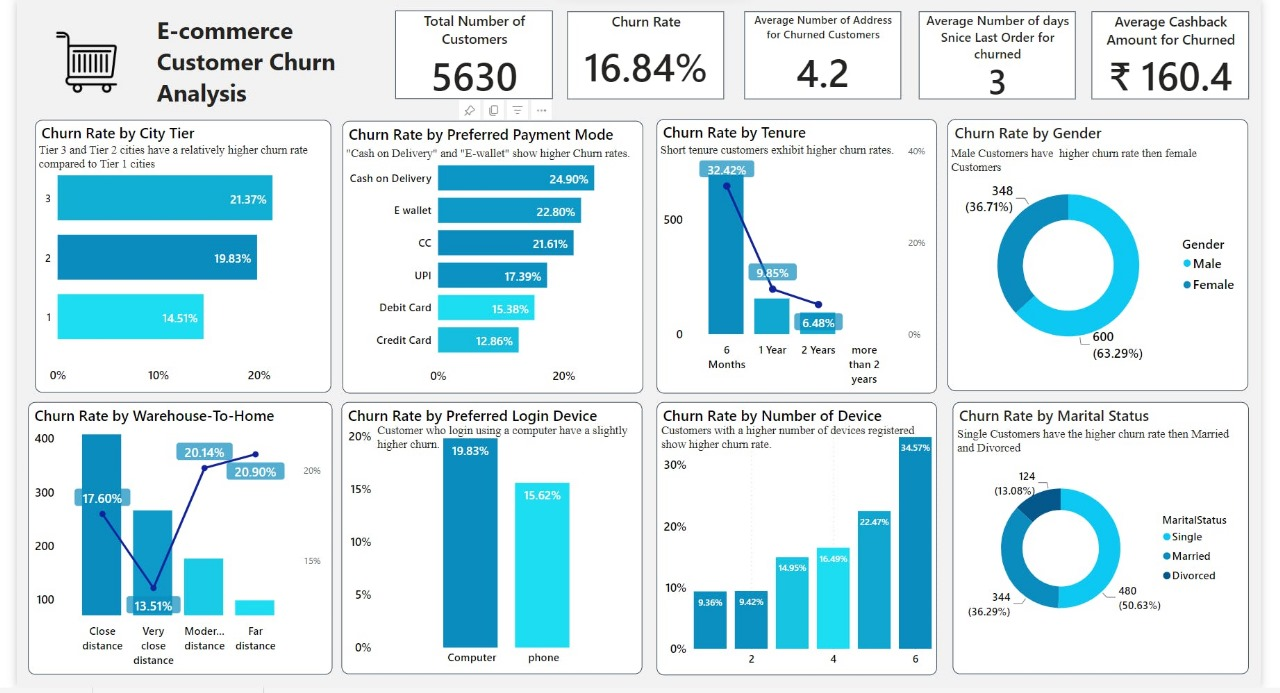 E-commerce
Customer Churn
Analysis
Total Number of
Customers
5630
Churn Rate
16.84%
Average Number of Address
for Churned Customers
4.2
Average Number of days
Snice Last Order for
churned
3
Average Cashback
Amount for Churned
₹ 160.4
Churn Rate by City Tier
Tier 3 and Tier 2 cities have a relatively higher churn rate
compared to Tier 1 cities
3
21.37%
2
19.83%
1
14.51%
0%
10%
20%
Churn Rate by Preferred Payment Mode
"Cash on Delivery" and "E-wallet" show higher Churn rates.
Cash on Delivery
24.90%
E wallet
22.80%
CC
21.61%
UPI
17.39%
Debit Card
15.38%
Credit Card
12.86%
0%
20%
Churn Rate by Tenure
Short tenure customers exhibit higher churn rates.
40%
32.42%
500
20%
9.85%
6.48%
0
0%
6
Months
1 Year
2 Years
more
than 2
years
Churn Rate by Gender
Male Customers have higher churn rate then female
Customers
348
(36.71%)
600
(63.29%)
Gender
Male
Female
Churn Rate by Warehouse-To-Home
400
300
200
100
17.60%
13.51%
20.14%
20.90%
20%
15%
Close
distance
Very
close
distance
Moder...
distance
Far
distance
Churn Rate by Preferred Login Device
Customer who login using a computer have a slightly
higher churn.
20%
15%
10%
5%
0%
19.83%
15.62%
Computer
phone
Churn Rate by Number of Device
Customers with a higher number of devices registered
show higher churn rate.
30%
20%
10%
0%
9.36%
9.42%
14.95%
16.49%
22.47%
34.57%
2
4
6
Churn Rate by Marital Status
Single Customers have the higher churn rate then Married
and Divorced
124
(13.08%)
344
(36.29%)
480
(50.63%)
MaritalStatus
Single
Married
Divorced